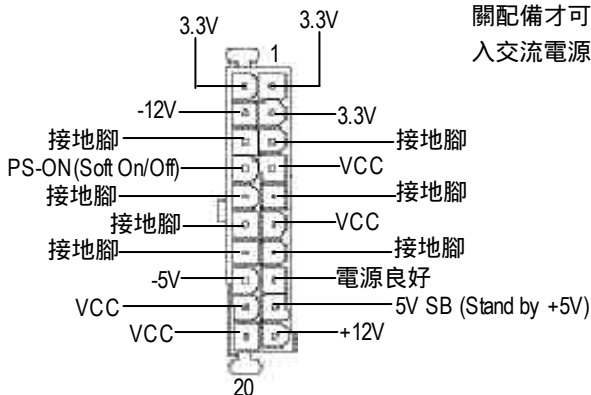 關配備才可
3.3V 3.3V
入交流電源
1
-12V 3.3V
接地腳 接地腳
PS-ON(Soft On/Off) VCC
接地腳 接地腳
接地腳 VCC
接地腳 接地腳
-5V 電源良好
VCC 5V SB (Stand by +5V)
VCC +12V
20